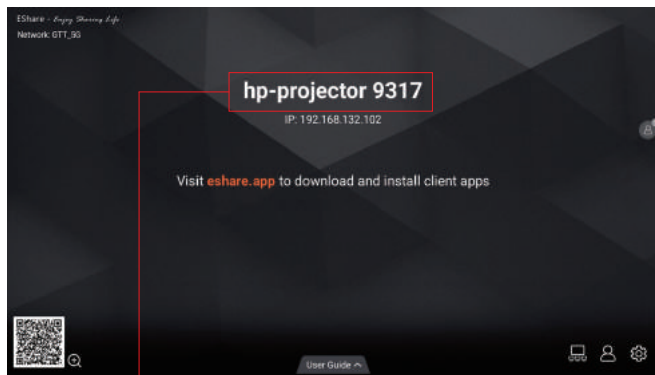 EShare - Enjoy Sharing Life
Network: GTT_5G
hp-projector 9317
IP: 192.168.132.102
Visit eshare.app to download and install client apps
User Guide